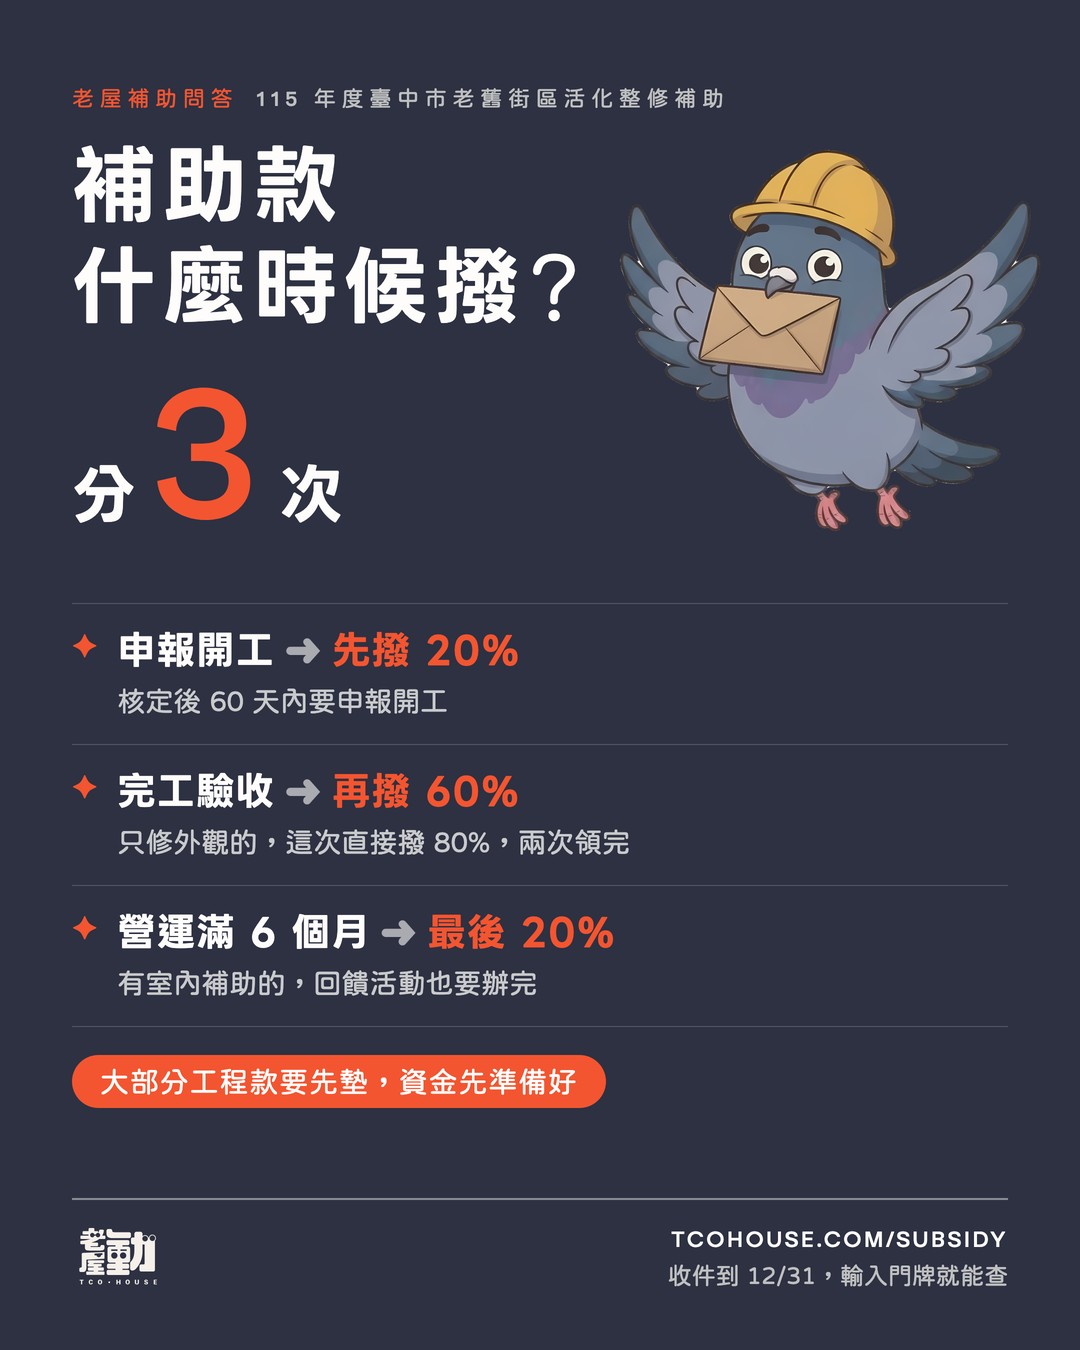 老屋補助問答 115 年度臺中市老舊街區活化整修補助
補助款
什麼時候撥?
分 3 次
申報開工 → 先撥 20%
核定後 60 天內要申報開工
完工驗收 → 再撥 60%
只修外觀的，這次直接撥 80%，兩次領完
營運滿 6 個月 → 最後 20%
有室內補助的，回饋活動也要辦完
大部分工程款要先墊，資金先準備好
老屋動
TCO·HOUSE
TCOHOUSE.COM/SUBSIDY
收件到 12/31，輸入門牌就能查